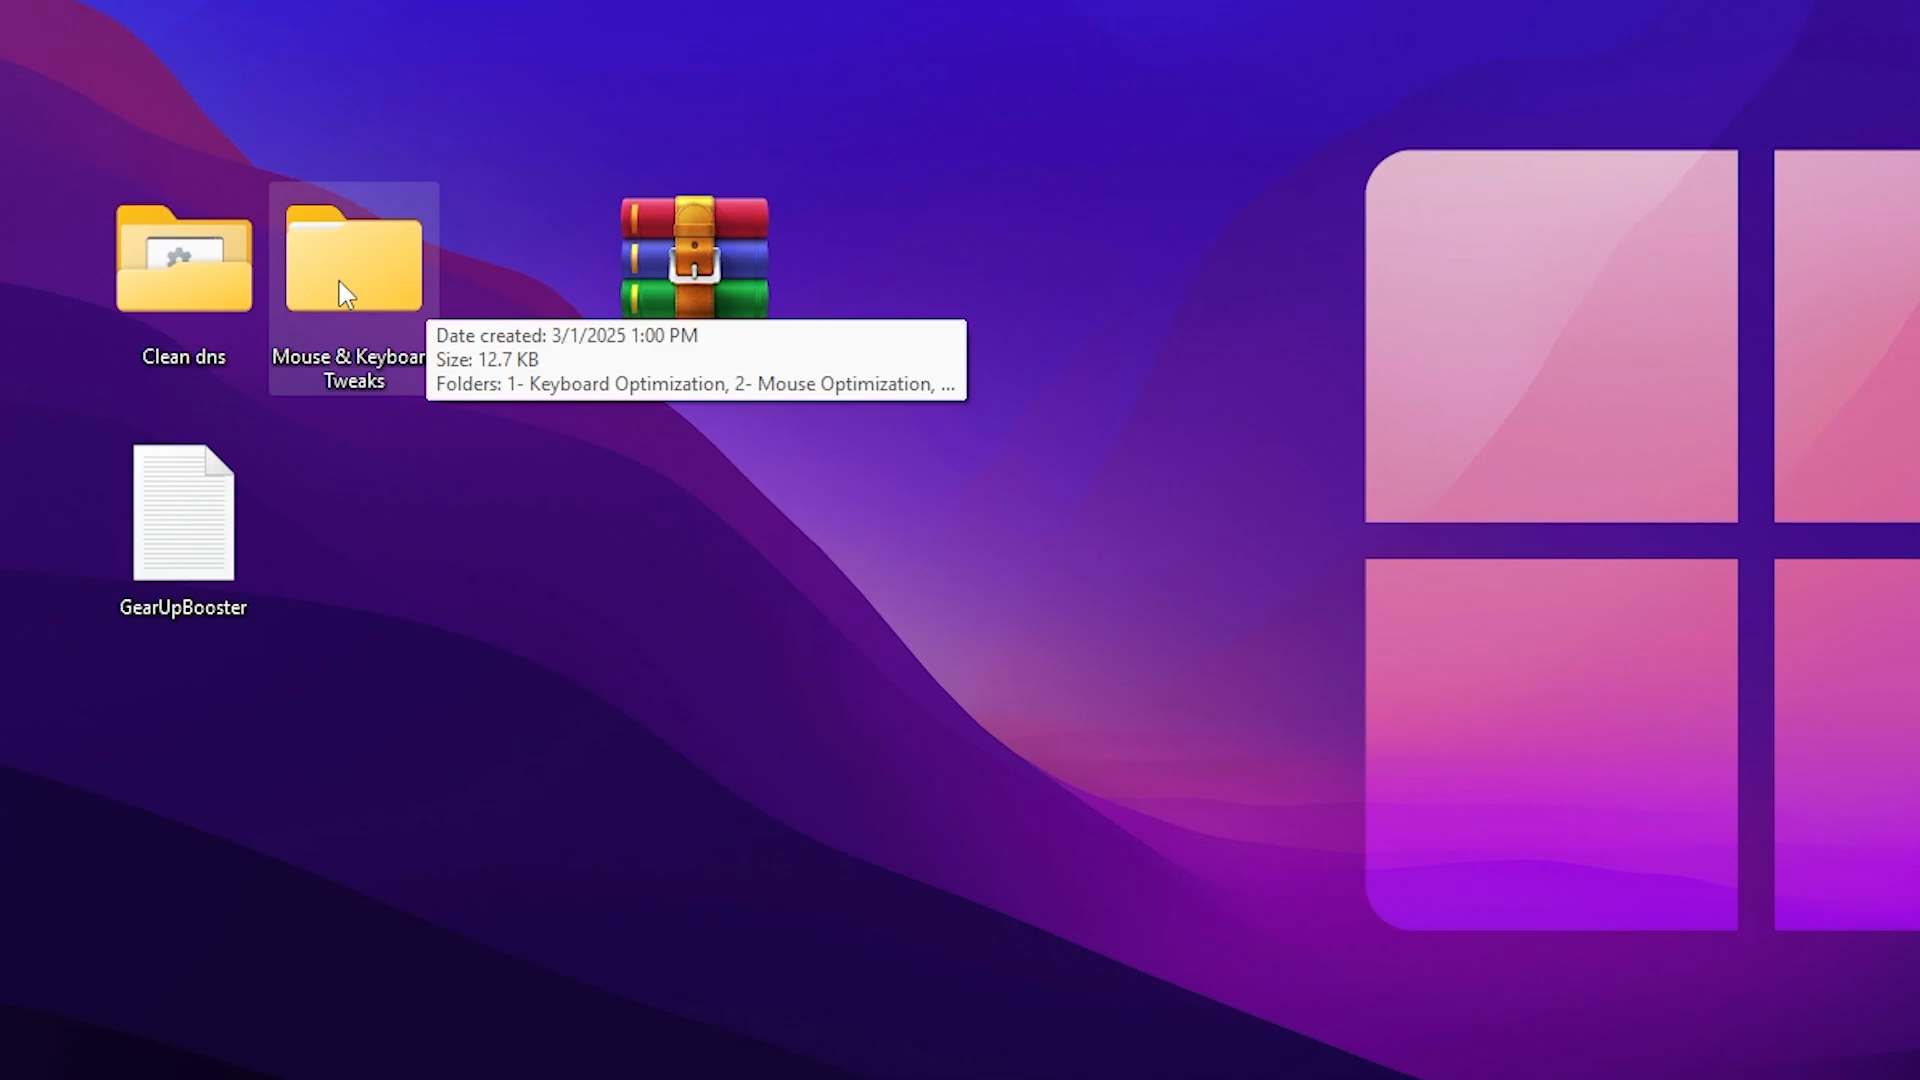 Clean dns
Mouse & Keyboar
Tweaks
Date created: 3/1/2025 1:00 PM
Size: 12.7 KB
Folders: 1- Keyboard Optimization, 2- Mouse Optimization, ...
GearUpBooster